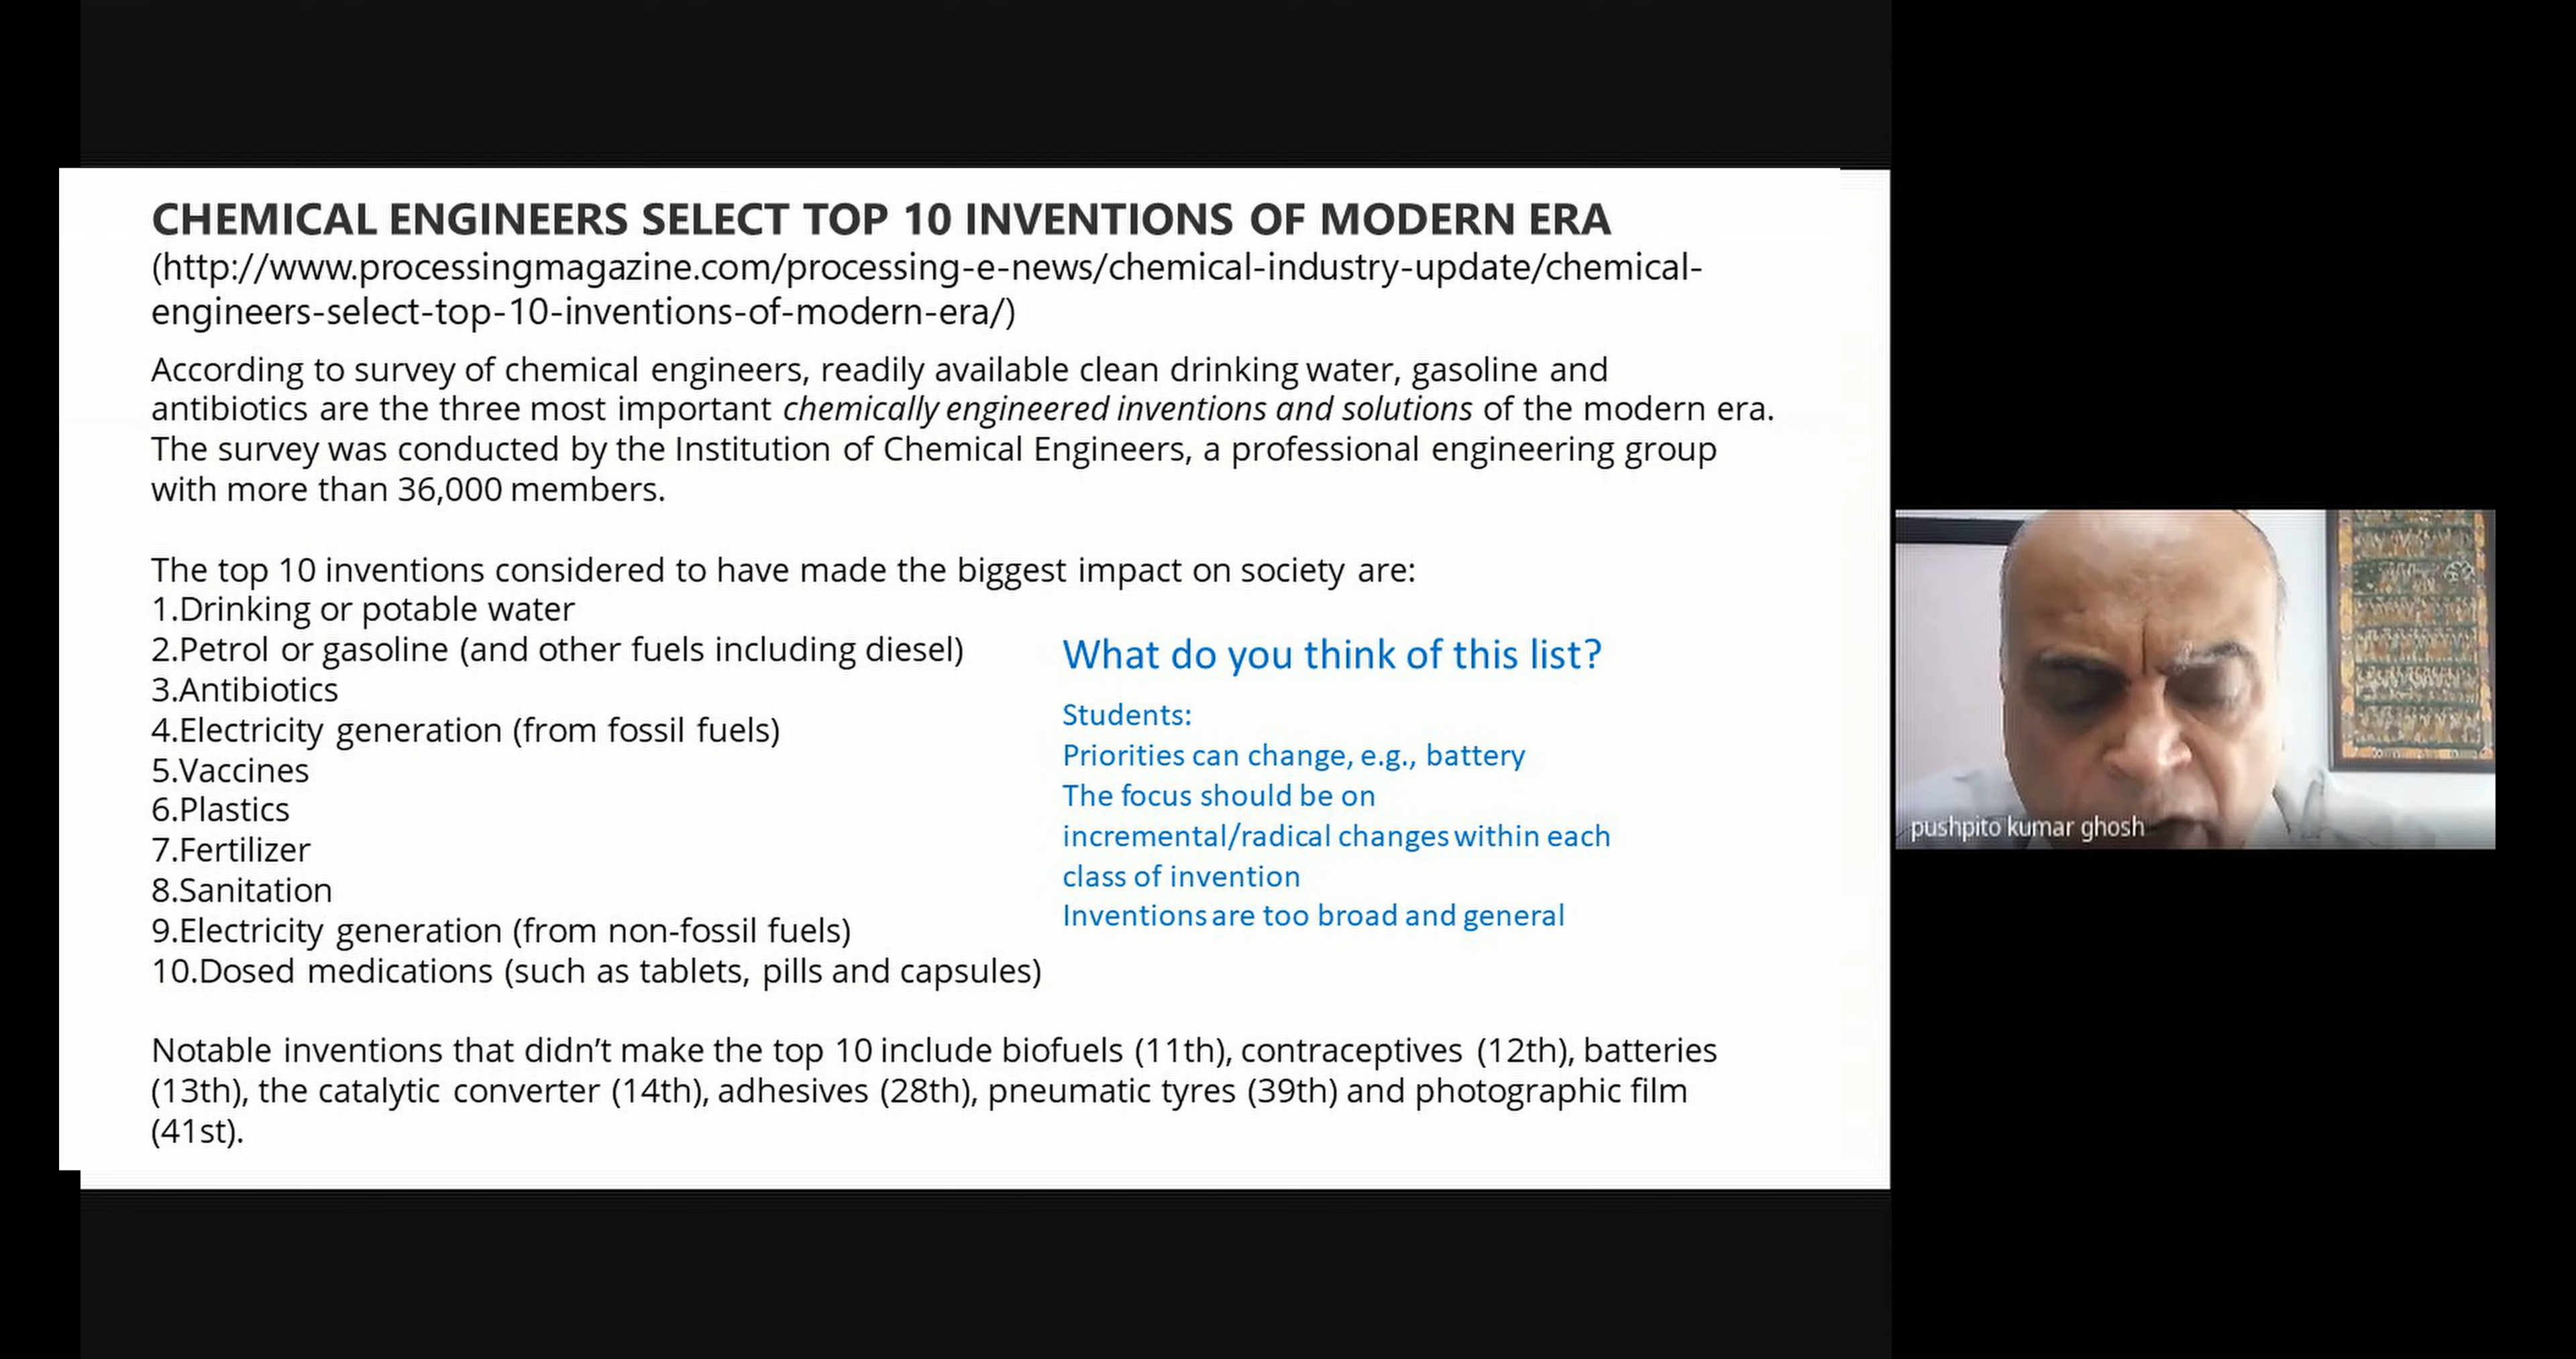 CHEMICAL ENGINEERS SELECT TOP 10 INVENTIONS OF MODERN ERA
(http://www.processingmagazine.com/processing-e-news/chemical-industry-update/chemical-
engineers-select-top-10-inventions-of-modern-era/)
According to survey of chemical engineers, readily available clean drinking water, gasoline and
antibiotics are the three most important chemically engineered inventions and solutions of the modern era.
The survey was conducted by the Institution of Chemical Engineers, a professional engineering group
with more than 36,000 members.
The top 10 inventions considered to have made the biggest impact on society are:
1.Drinking or potable water
2.Petrol or gasoline (and other fuels including diesel)
3.Antibiotics
4.Electricity generation (from fossil fuels)
5.Vaccines
6.Plastics
7.Fertilizer
8.Sanitation
9.Electricity generation (from non-fossil fuels)
10.Dosed medications (such as tablets, pills and capsules)
What do you think of this list?
Students:
Priorities can change, e.g., battery
The focus should be on
incremental/radical changes within each
class of invention
Inventions are too broad and general
Notable inventions that didn’t make the top 10 include biofuels (11th), contraceptives (12th), batteries
(13th), the catalytic converter (14th), adhesives (28th), pneumatic tyres (39th) and photographic film
(41st).
pushpito kumar ghosh